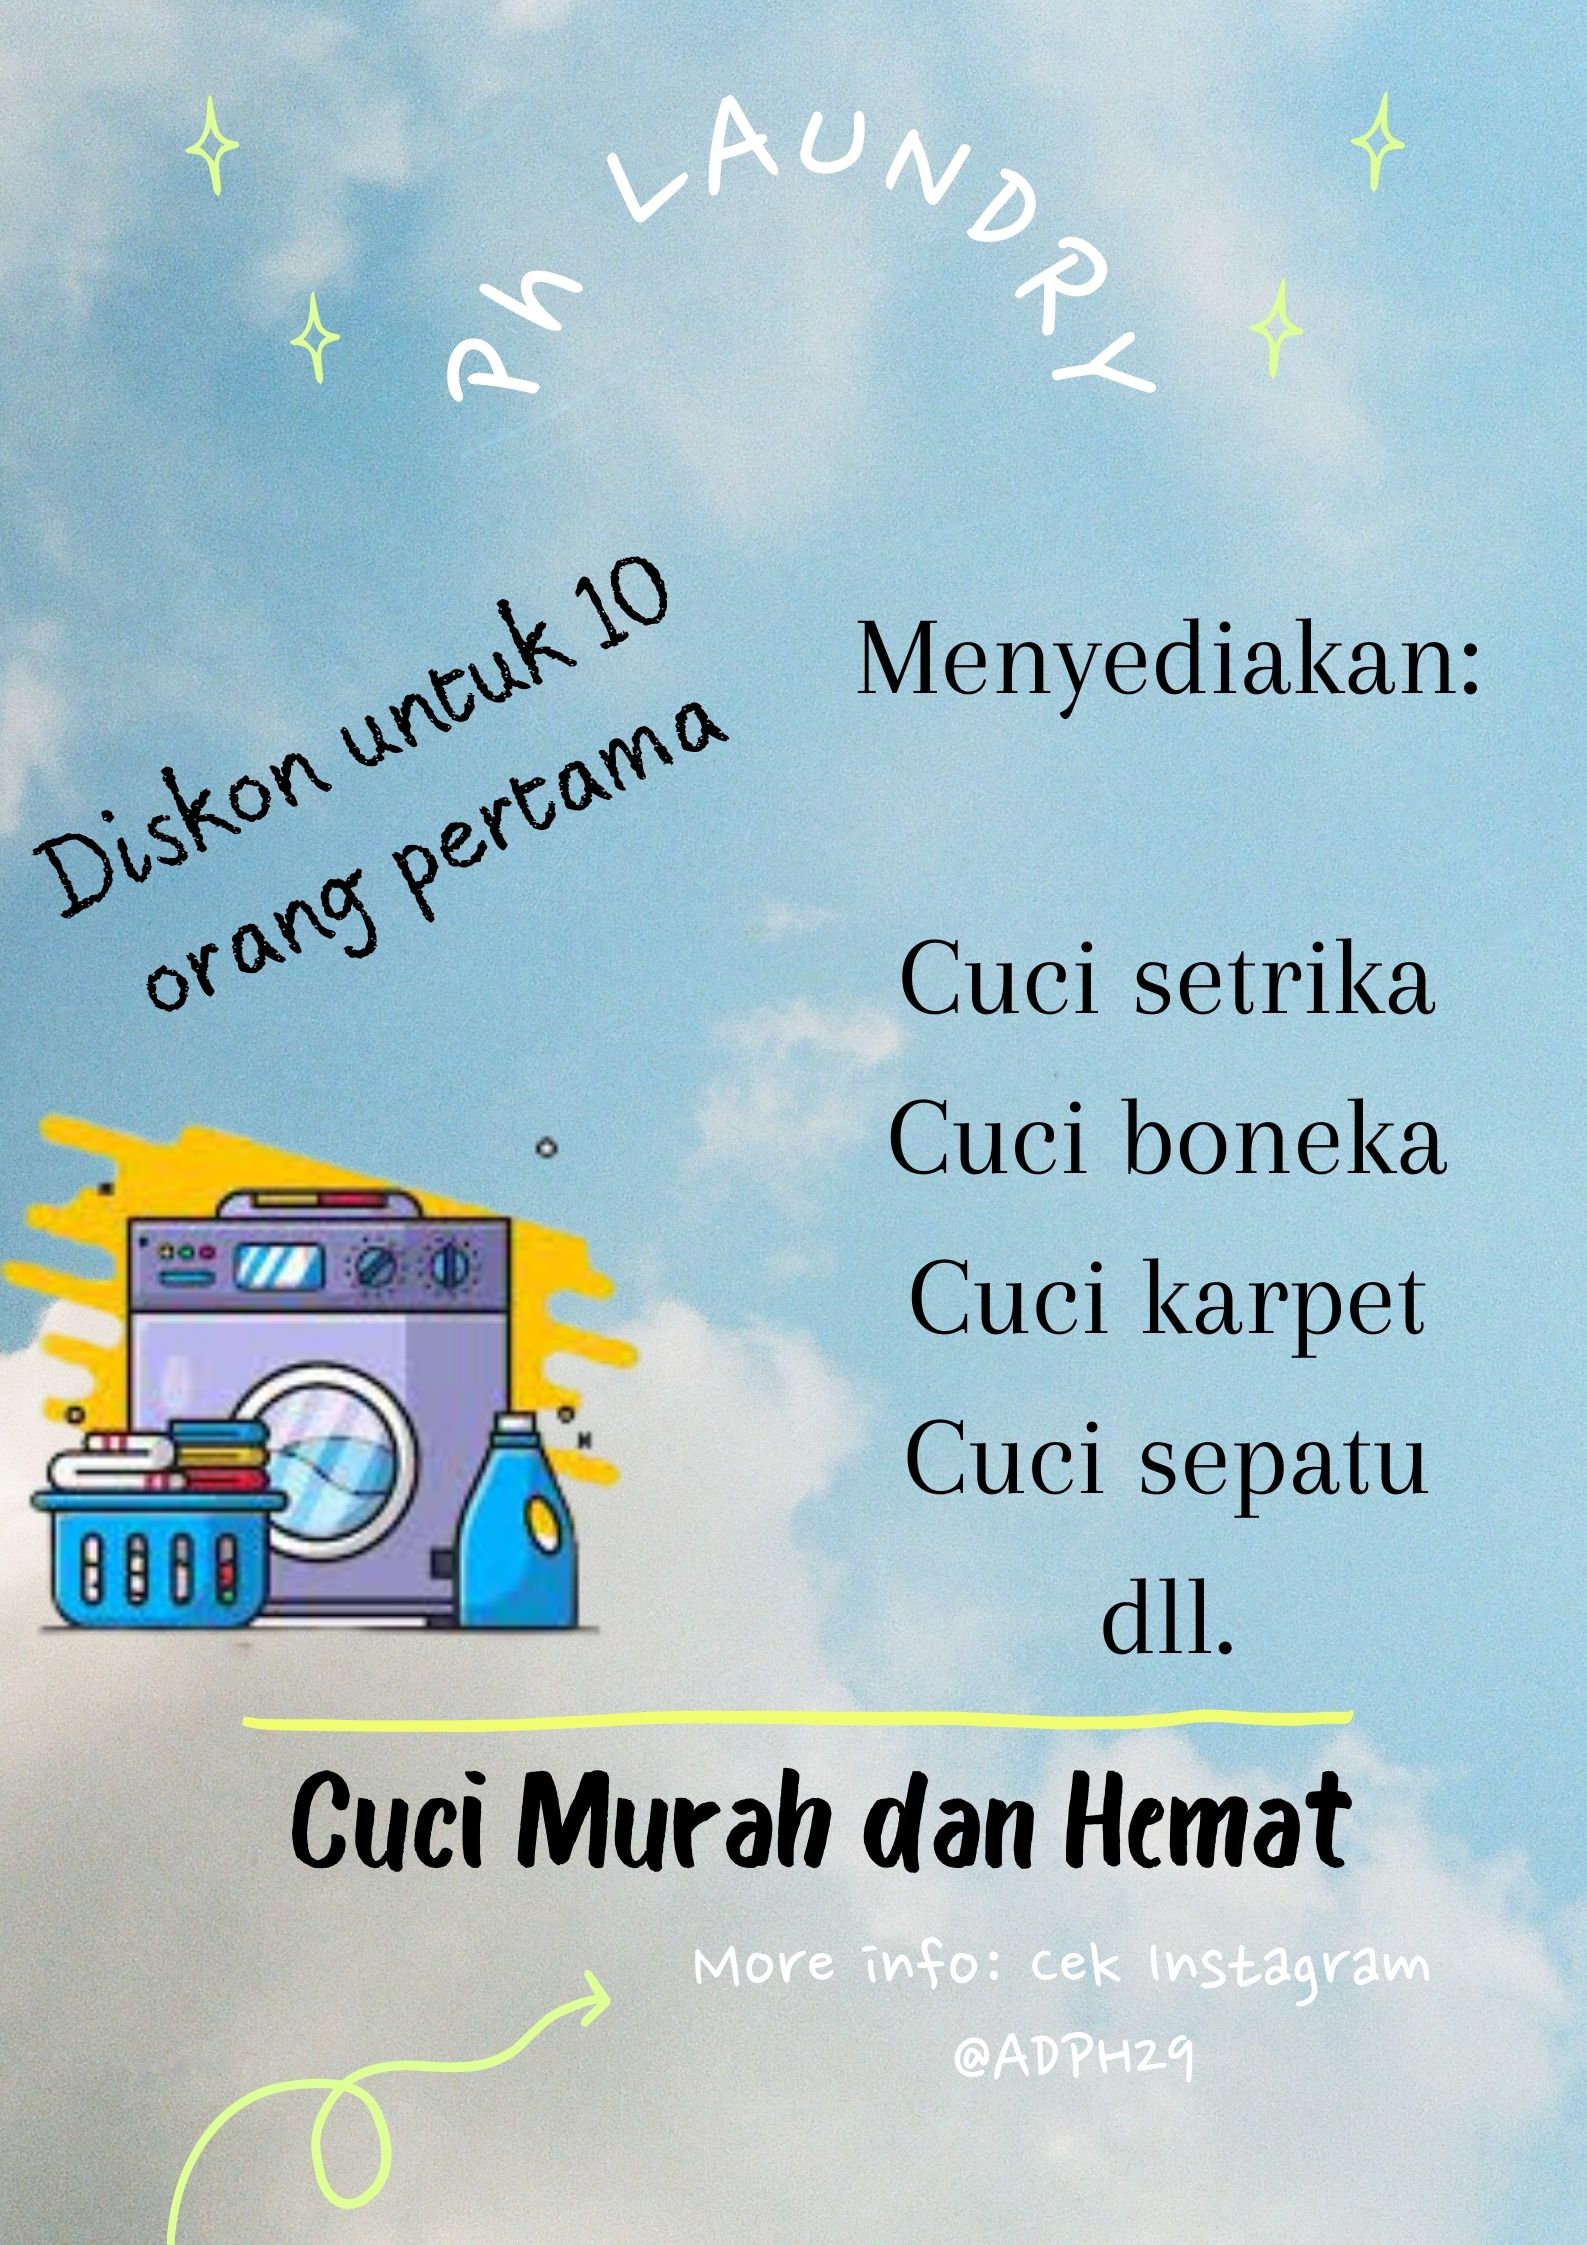 Ph LAUNDRY
Diskon untuk 10
orang pertama
Menyediakan:
Cuci setrika
Cuci boneka
Cuci karpet
Cuci sepatu
dll.
Cuci Murah dan Hemat
More info: cek Instagram
@ADPH29